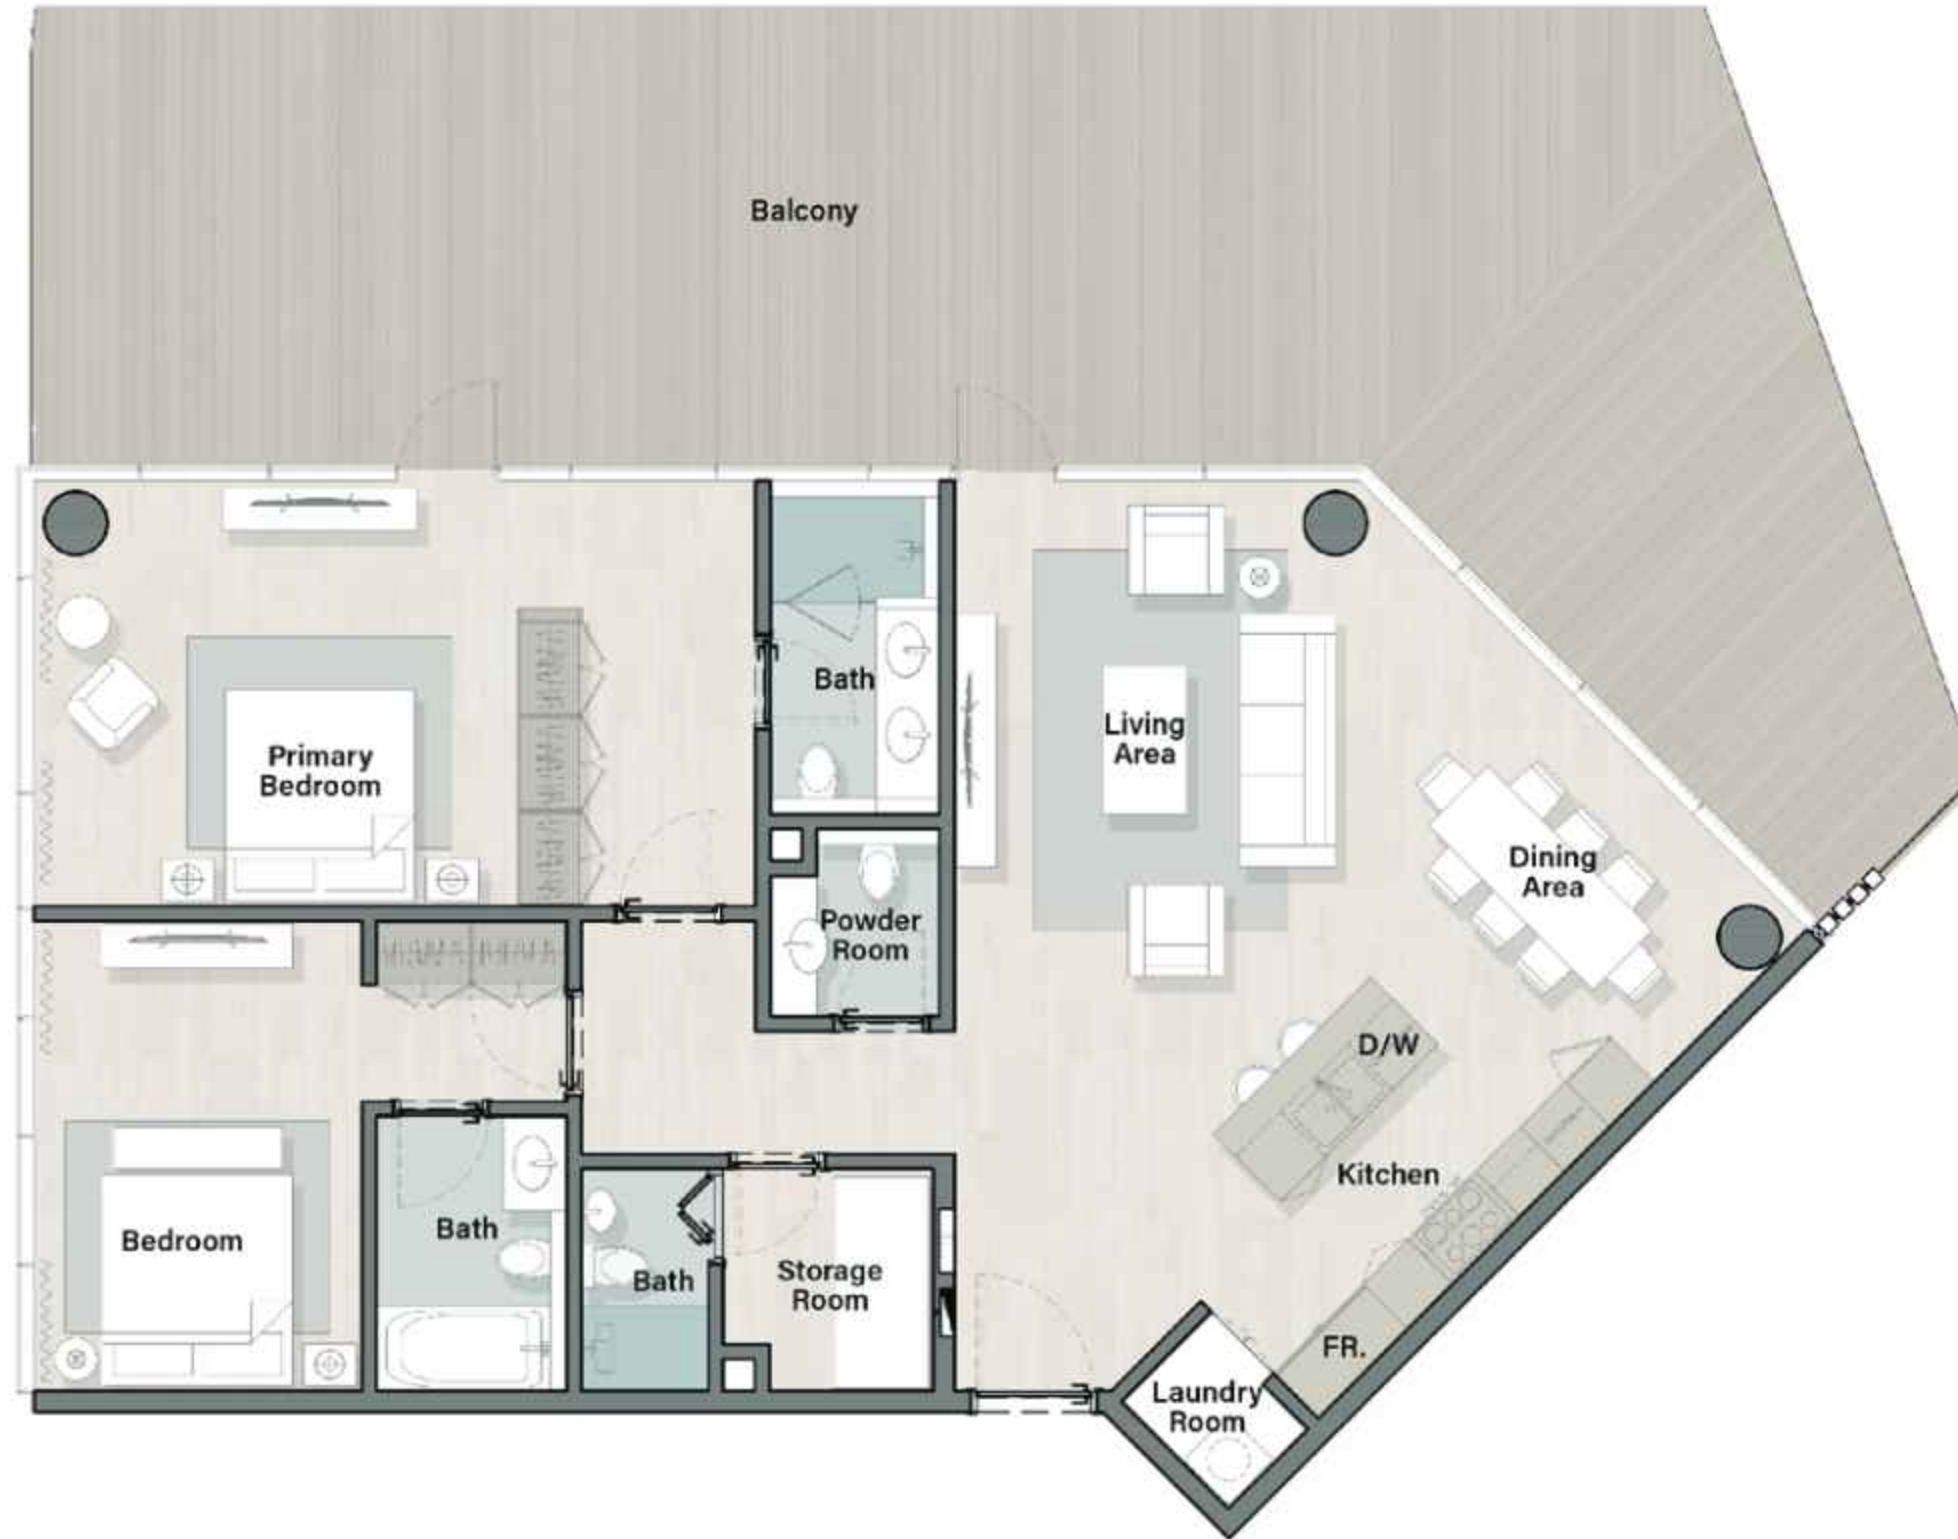 Balcony
Bath
Living
Area
Primary
Bedroom
Dining
Area
Powder
Room
D/W
Kitchen
Bedroom
Bath
Bath
Storage
Room
FR.
Laundry
Room